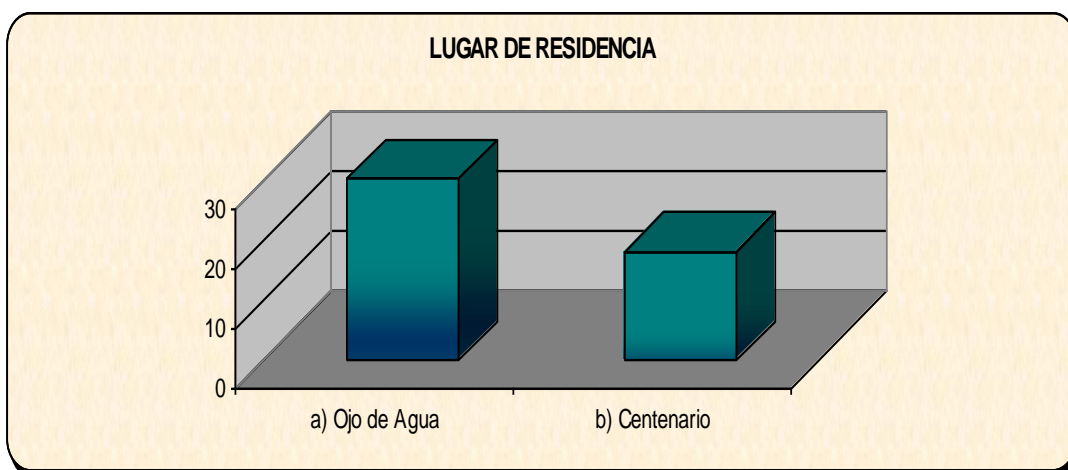 LUGAR DE RESIDENCIA
30
20
10
0
a) Ojo de Agua
b) Centenario